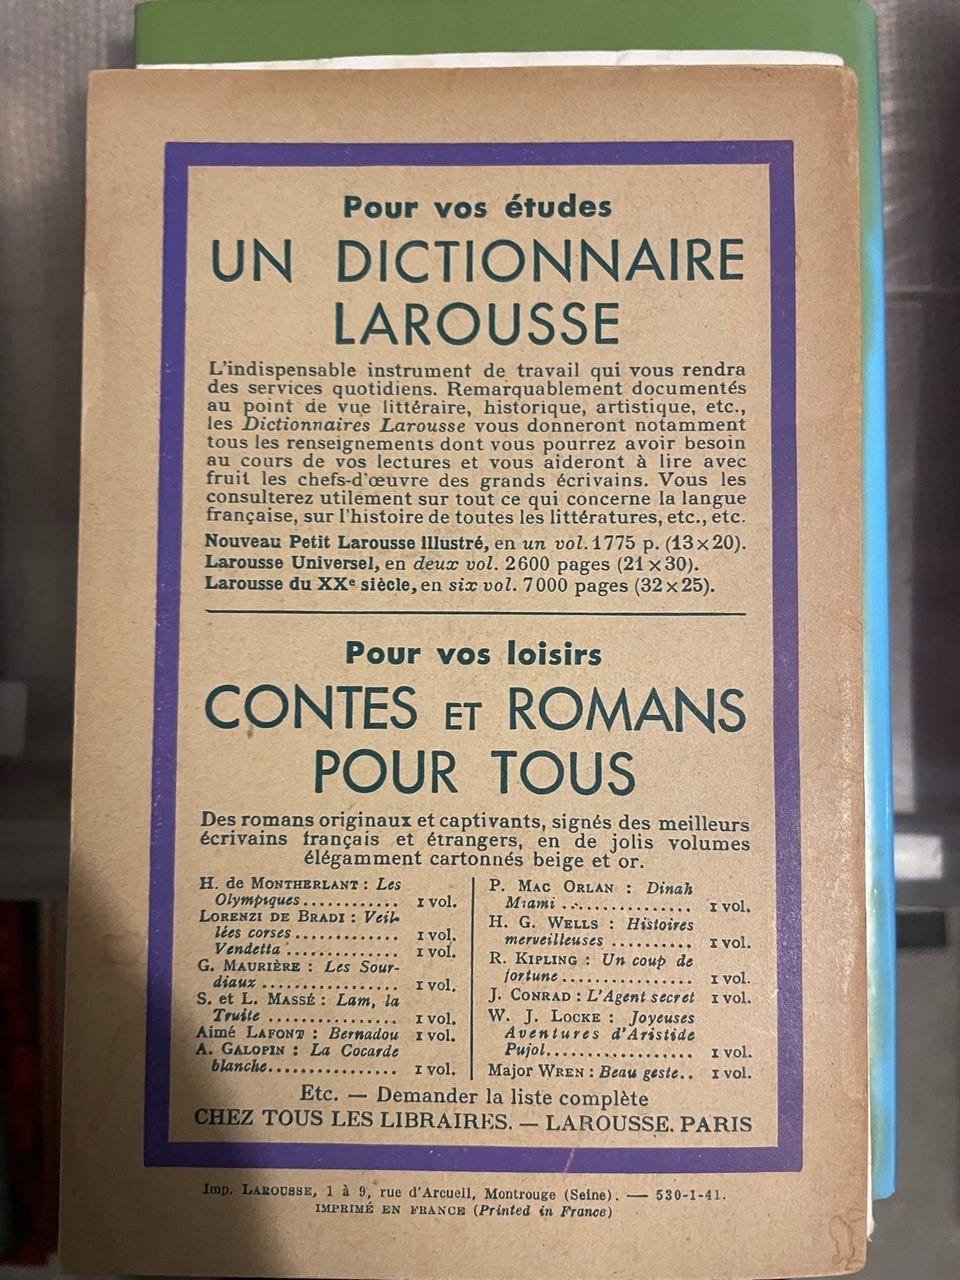 Pour vos études
UN DICTIONNAIRE
LAROUSSE
L'indispensable instrument de travail qui vous rendra
des services quotidiens. Remarquablement documentés
au point de vue littéraire, historique, artistique, etc.,
les Dictionnaires Larousse vous donneront notamment
tous les renseignements dont vous pourrez avoir besoin
au cours de vos lectures et vous aideront à lire avec
fruit les chefs-d'œuvre des grands écrivains. Vous les
consulterez utilement sur tout ce qui concerne la langue
française, sur l'histoire de toutes les littératures, etc., etc.
Nouveau Petit Larousse Illustré, en un vol. 1775 p. (13×20).
Larousse Universel, en deux vol. 2600 pages (21×30).
Larousse du XXe siècle, en six vol. 7000 pages (32×25).
Pour vos loisirs
CONTES ET ROMANS
POUR TOUS
Des romans originaux et captivants, signés des meilleurs
écrivains français et étrangers, en de jolis volumes
élégamment cartonnés beige et or.
H. de MONTHERLANT : Les
Olympiques............ 1 vol.
LORENZI DE BRADI : Veil-
lées corses............. 1 vol.
Vendetta.............. 1 vol.
G. MAURIÈRE : Les Sour-
diaux................. 1 vol.
S. et L. MASSÉ : Lam, la
Truite................ 1 vol.
Aimé LAFONT : Bernadou 1 vol.
A. GALOPIN : La Cocarde
blanche................ 1 vol.
P. MAC ORLAN : Dinah
Miami................ 1 vol.
H. G. WELLS : Histoires
merveilleuses.......... 1 vol.
R. KIPLING : Un coup de
fortune................ 1 vol.
J. CONRAD : L'Agent secret 1 vol.
W. J. LOCKE : Joyeuses
Aventures d'Aristide
Pujol.................. 1 vol.
Major WREN : Beau geste.. 1 vol.
Etc. — Demander la liste complète
CHEZ TOUS LES LIBRAIRES. — LAROUSSE. PARIS
Imp. LAROUSSE, 1 à 9, rue d'Arcueil, Montrouge (Seine). — 530-1-41.
IMPRIMÉ EN FRANCE (Printed in France)